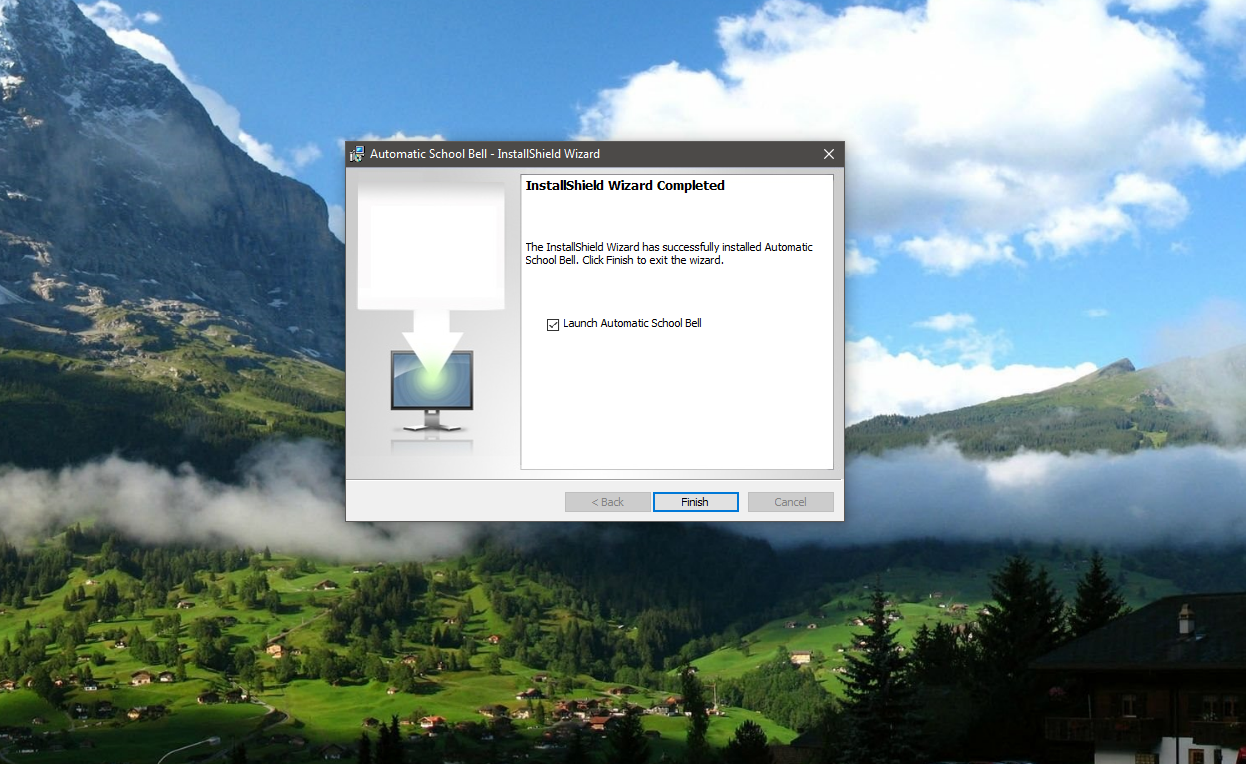 Automatic School Bell - InstallShield Wizard
InstallShield Wizard Completed
The InstallShield Wizard has successfully installed Automatic
School Bell. Click Finish to exit the wizard.
Launch Automatic School Bell
< Back
Finish
Cancel